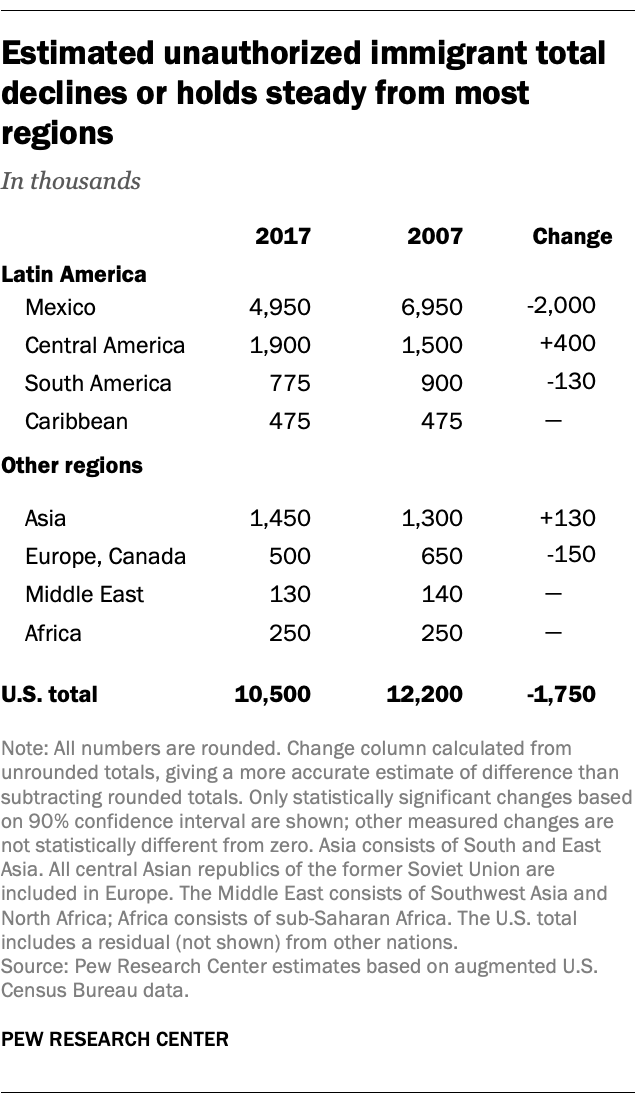 Estimated unauthorized immigrant total
declines or holds steady from most
regions
In thousands
2017 2007 Change
Latin America
Mexico 4,950 6,950 -2,000
Central America 1,900 1,500 +400
South America 775 900 -130
Caribbean 475 475 —
Other regions
Asia 1,450 1,300 +130
Europe, Canada 500 650 -150
Middle East 130 140 —
Africa 250 250 —
U.S. total 10,500 12,200 -1,750
Note: All numbers are rounded. Change column calculated from
unrounded totals, giving a more accurate estimate of difference than
subtracting rounded totals. Only statistically significant changes based
on 90% confidence interval are shown; other measured changes are
not statistically different from zero. Asia consists of South and East
Asia. All central Asian republics of the former Soviet Union are
included in Europe. The Middle East consists of Southwest Asia and
North Africa; Africa consists of sub-Saharan Africa. The U.S. total
includes a residual (not shown) from other nations.
Source: Pew Research Center estimates based on augmented U.S.
Census Bureau data.
PEW RESEARCH CENTER